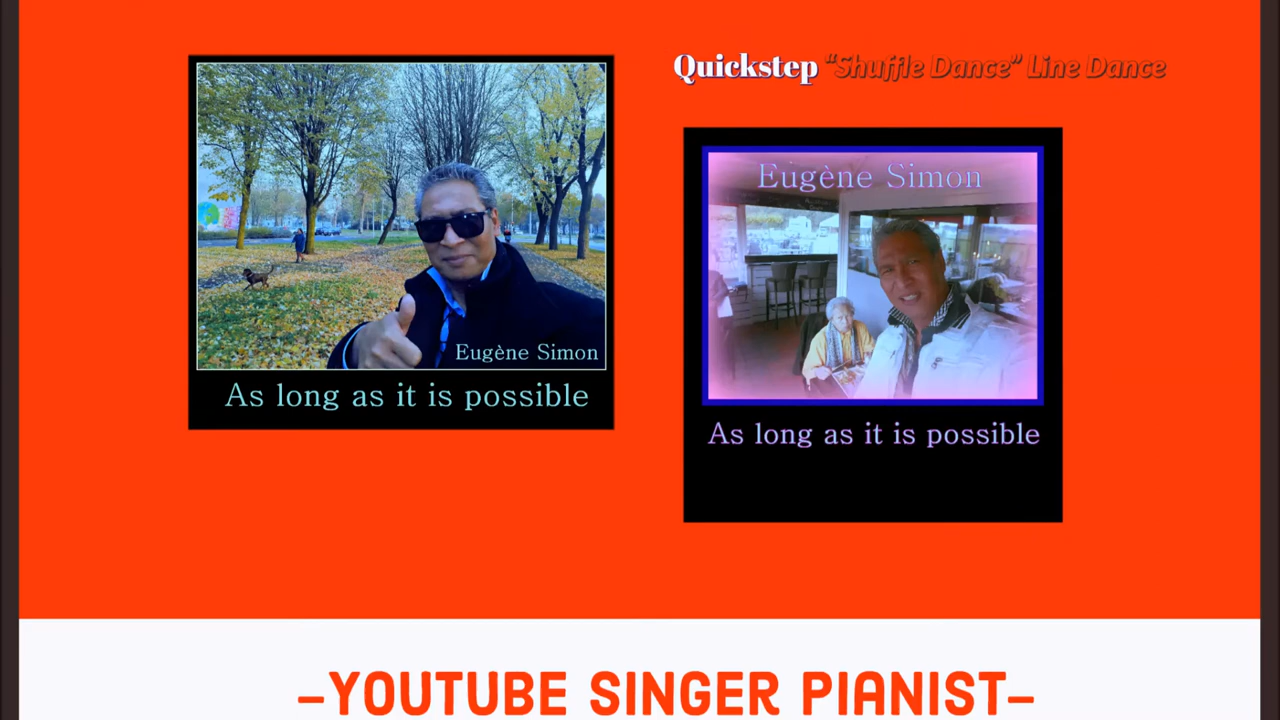 Quickstep "Shuffle Dance" Line Dance
Eugène Simon
As long as it is possible
Eugène Simon
As long as it is possible
-YOUTUBE SINGER PIANIST-